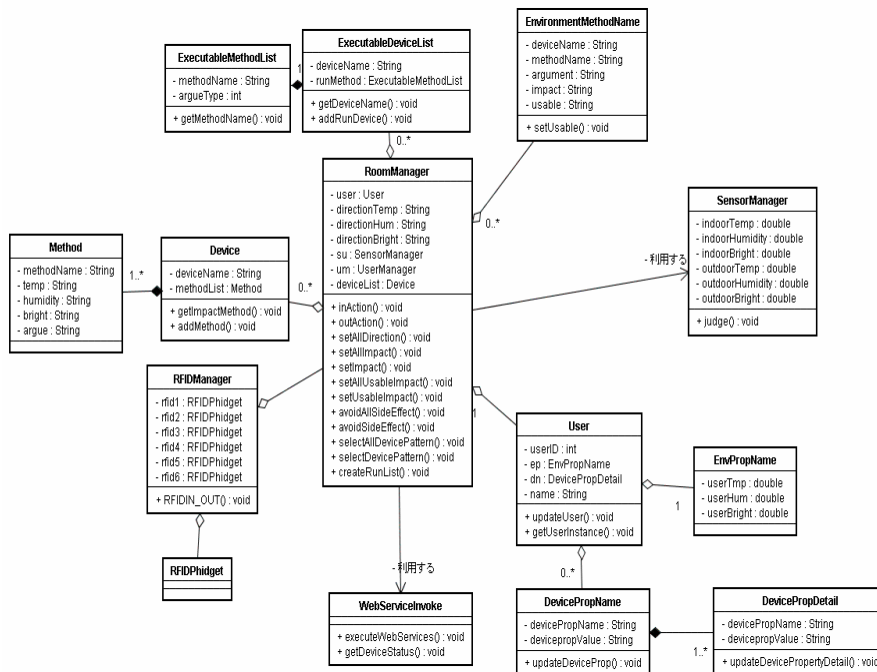 EnvironmentMethodName
- deviceName : String
- methodName : String
- argument : String
- impact : String
- usable : String
+ setUsable() : void
ExecutableDeviceList
- deviceName : String
- runMethod : ExecutableMethodList
+ getDeviceName() : void
+ addRunDevice() : void
ExecutableMethodList
- methodName : String
- argueType : int
+ getMethodName() : void
1
0..*
RoomManager
- user : User
- directionTemp : String
- directionHum : String
- directionBright : String
- su : SensorManager
- um : UserManager
- deviceList : Device
+ inAction() : void
+ outAction() : void
+ setAllDirection() : void
+ setAllImpact() : void
+ setImpact() : void
+ setAllUsableImpact() : void
+ setUsableImpact() : void
+ avoidAllSideEffect() : void
+ avoidSideEffect() : void
+ selectAllDevicePattern() : void
+ selectDevicePattern() : void
+ createRunList() : void
0..*
SensorManager
- indoorTemp : double
- indoorHumidity : double
- indoorBright : double
- outdoorTemp : double
- outdoorHumidity : double
- outdoorBright : double
+ judge() : void
- 利用する
Method
- methodName : String
- temp : String
- humidity : String
- bright : String
- argue : String
1..*
Device
- deviceName : String
- methodList : Method
+ getImpactMethod() : void
+ addMethod() : void
0..*
RFIDManager
- rfid1 : RFIDPhidget
- rfid2 : RFIDPhidget
- rfid3 : RFIDPhidget
- rfid4 : RFIDPhidget
- rfid5 : RFIDPhidget
- rfid6 : RFIDPhidget
+ RFIDIN_OUT() : void
RFIDPhidget
1
User
- userID : int
- ep : EnvPropName
- dn : DevicePropDetail
- name : String
+ updateUser() : void
+ getUserInstance() : void
1
EnvPropName
- userTmp : double
- userHum : double
- userBright : double
- 利用する
WebServiceInvoke
+ executeWebServices() : void
+ getDeviceStatus() : void
0..*
DevicePropName
- devicePropName : String
- devicepropValue : String
+ updateDeviceProp() : void
1..*
DevicePropDetail
- devicePropName : String
- devicepropValue : String
+ updateDevicePropertyDetail() : void